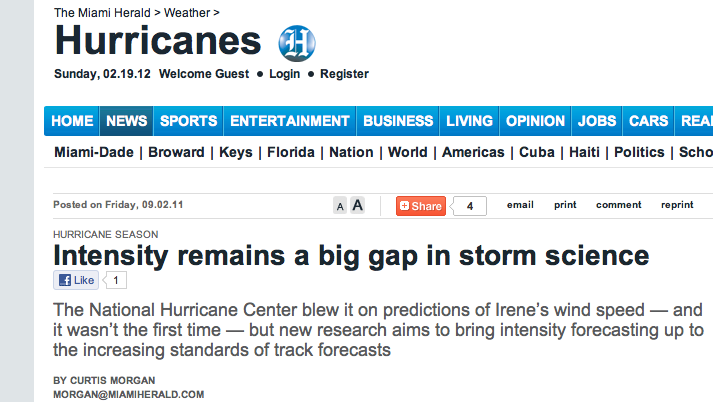 The Miami Herald > Weather >
Hurricanes H
Sunday, 02.19.12 Welcome Guest ● Login ● Register
HOME NEWS SPORTS ENTERTAINMENT BUSINESS LIVING OPINION JOBS CARS REA
Miami-Dade | Broward | Keys | Florida | Nation | World | Americas | Cuba | Haiti | Politics | Scho
Posted on Friday, 09.02.11 A A Share 4 email print comment reprint
HURRICANE SEASON
Intensity remains a big gap in storm science
Like 1
The National Hurricane Center blew it on predictions of Irene’s wind speed — and
it wasn’t the first time — but new research aims to bring intensity forecasting up to
the increasing standards of track forecasts
BY CURTIS MORGAN
MORGAN@MIAMIHERALD.COM